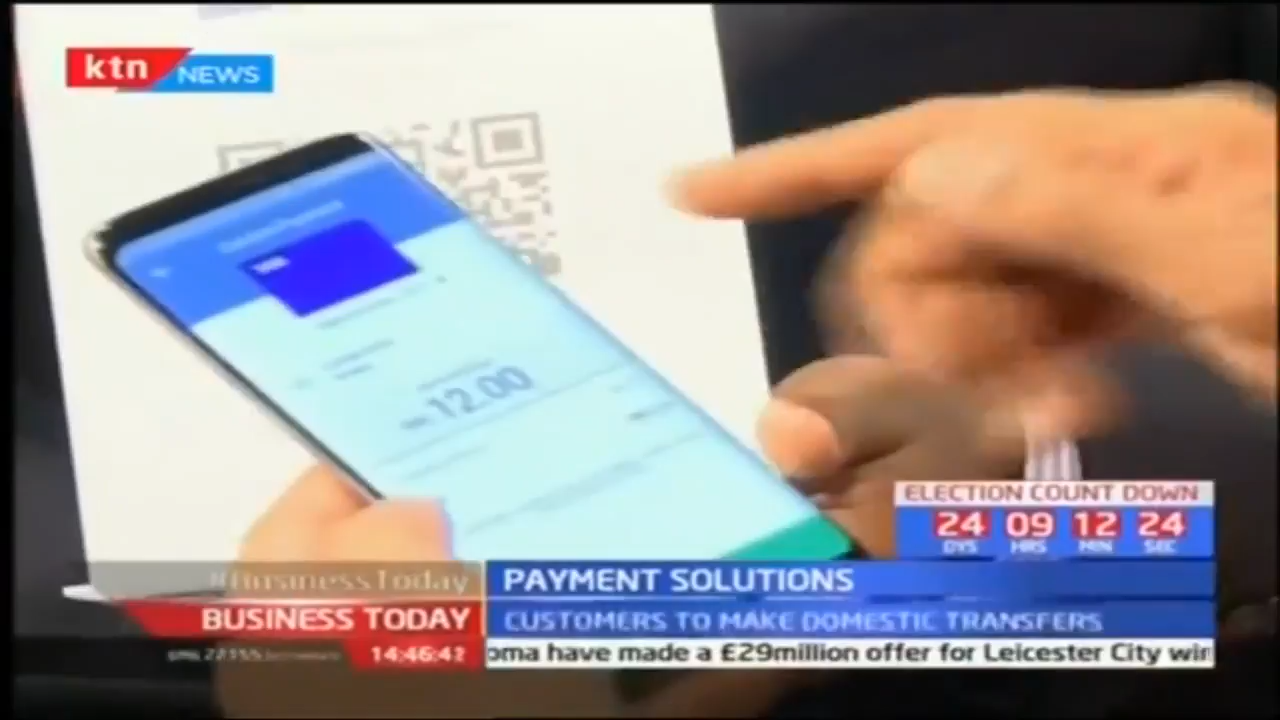 ktn NEWS
12.00
ELECTION COUNT DOWN
24 09 12 24
DYS HRS MIN SEC
#BusinessToday
PAYMENT SOLUTIONS
BUSINESS TODAY
CUSTOMERS TO MAKE DOMESTIC TRANSFERS
14:46:42
oma have made a £29million offer for Leicester City win